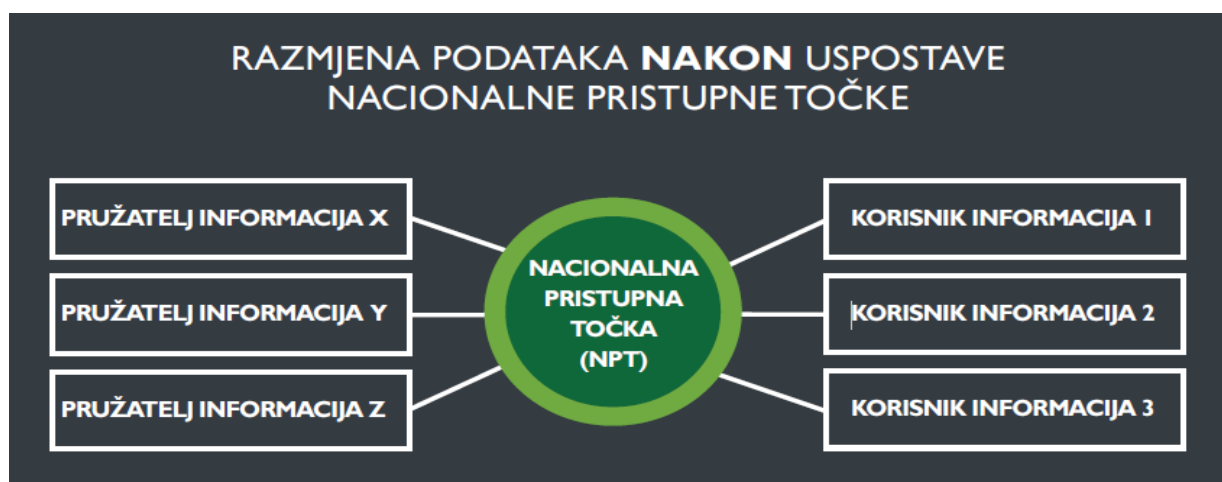 RAZMJENA PODATAKA NAKON USPOSTAVE
NACIONALNE PRISTUPNE TOČKE
PRUŽATELJ INFORMACIJA X
PRUŽATELJ INFORMACIJA Y
PRUŽATELJ INFORMACIJA Z
NACIONALNA
PRISTUPNA
TOČKA
(NPT)
KORISNIK INFORMACIJA 1
KORISNIK INFORMACIJA 2
KORISNIK INFORMACIJA 3